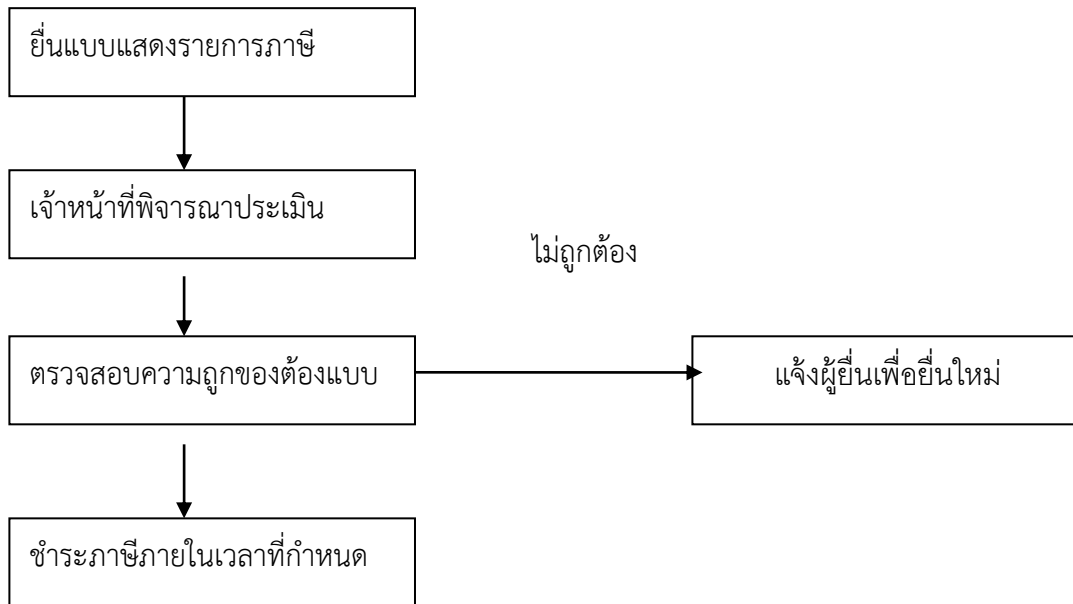 ยื่นแบบแสดงรายการภาษี
เจ้าหน้าที่พิจารณาประเมิน
ไม่ถูกต้อง
ตรวจสอบความถูกของต้องแบบ
แจ้งผู้ยื่นเพื่อยื่นใหม่
ชำระภาษีภายในเวลาที่กำหนด